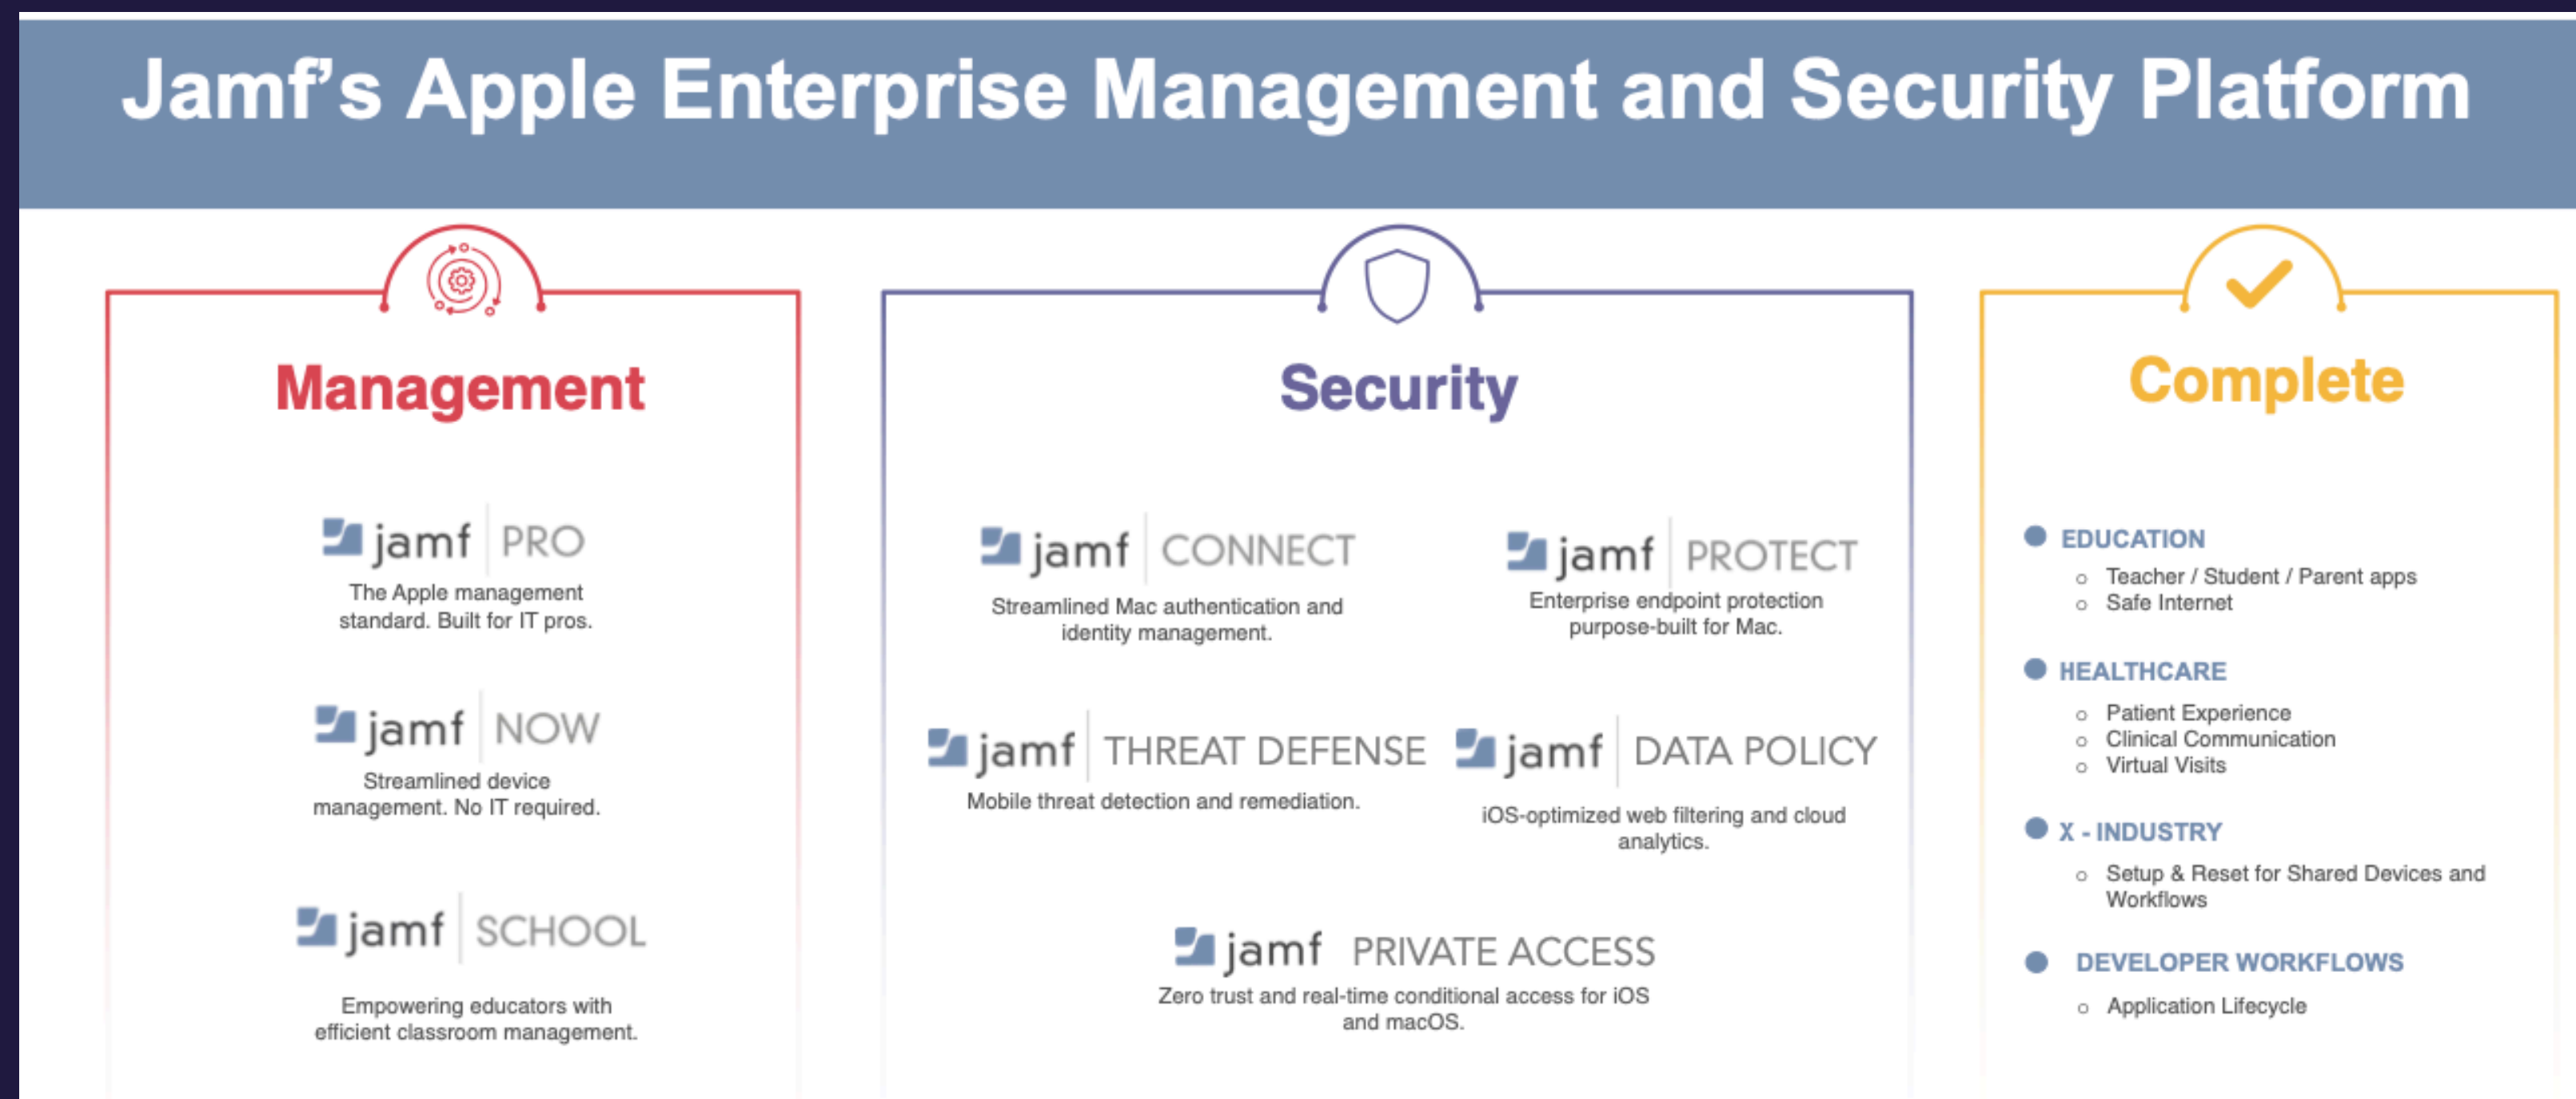 Jamf's Apple Enterprise Management and Security Platform
Management
jamf PRO
The Apple management
standard. Built for IT pros.
jamf NOW
Streamlined device
management. No IT required.
jamf SCHOOL
Empowering educators with
efficient classroom management.
Security
jamf CONNECT
Streamlined Mac authentication and
identity management.
jamf PROTECT
Enterprise endpoint protection
purpose-built for Mac.
jamf THREAT DEFENSE
Mobile threat detection and remediation.
jamf DATA POLICY
iOS-optimized web filtering and cloud
analytics.
jamf PRIVATE ACCESS
Zero trust and real-time conditional access for iOS
and macOS.
Complete
EDUCATION
Teacher / Student / Parent apps
Safe Internet
HEALTHCARE
Patient Experience
Clinical Communication
Virtual Visits
X - INDUSTRY
Setup & Reset for Shared Devices and
Workflows
DEVELOPER WORKFLOWS
Application Lifecycle